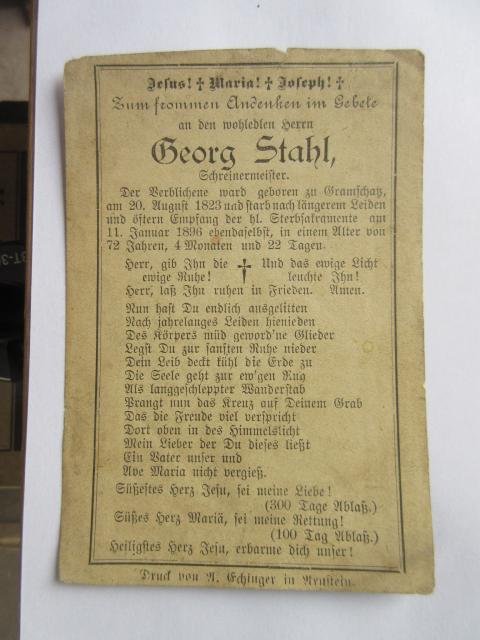 Jesus! ✝ Maria! ✝ Joseph! ✝
Zum frommen Andenken im Gebete
an den wohledlen Herrn
Georg Stahl,
Schreinermeister.
Der Verblichene ward geboren zu Gramschatz,
am 20. August 1823 und starb nach längerem Leiden
und öftern Empfang der hl. Sterbsakramente am
11. Januar 1896 ebendaselbst, in einem Alter von
72 Jahren, 4 Monaten und 22 Tagen.
Herr, gib Ihn die ewige Ruhe! ✝ Und das ewige Licht leuchte Ihn!
Herr, laß Ihn ruhen in Frieden. Amen.
Nun hast Du endlich ausgelitten
Nach jahrelanges Leiden hienieden
Des Körpers müd geword'ne Glieder
Legst Du zur sanften Ruhe nieder
Dein Leib deckt kühl die Erde zu
Die Seele geht zur ew'gen Rug
Als langgeschleppter Wanderstab
Prangt nun das Kreuz auf Deinem Grab
Das die Freude viel verspricht
Dort oben in des Himmelslicht
Mein Lieber der Du dieses ließt
Ein Vater unser und
Ave Maria nicht vergieß.
Süßestes Herz Jesu, sei meine Liebe!
(300 Tage Ablaß.)
Süßes Herz Mariä, sei meine Rettung!
(100 Tag Ablaß.)
Heiligstes Herz Jesu, erbarme dich unser!
Druck von A. Echinger in Arnstein.